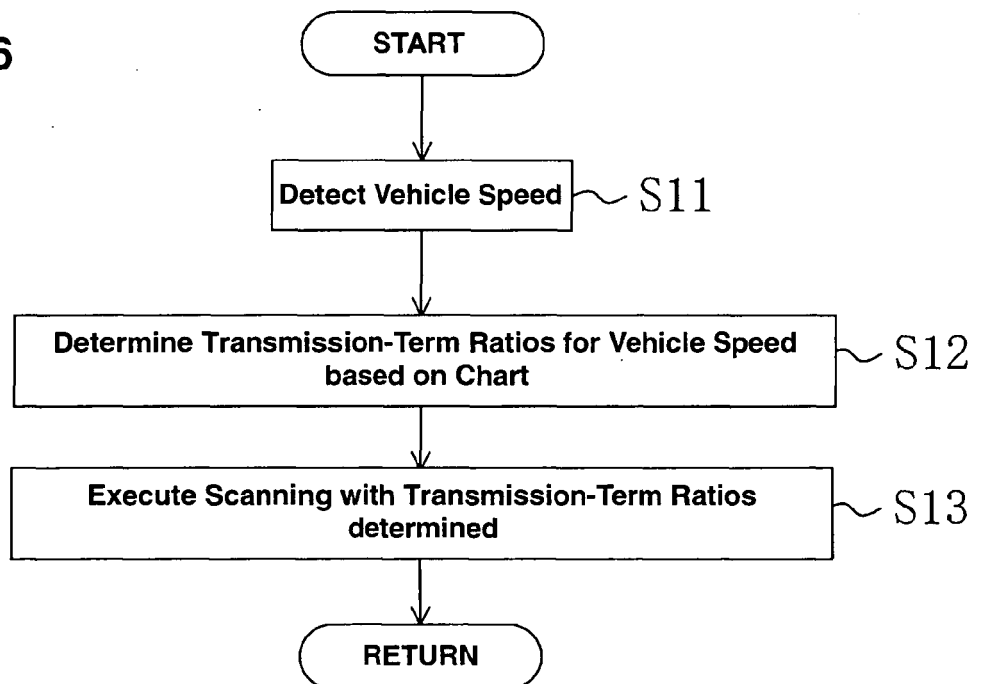 6
START
Detect Vehicle Speed
S11
Determine Transmission-Term Ratios for Vehicle Speed
based on Chart
S12
Execute Scanning with Transmission-Term Ratios
determined
S13
RETURN